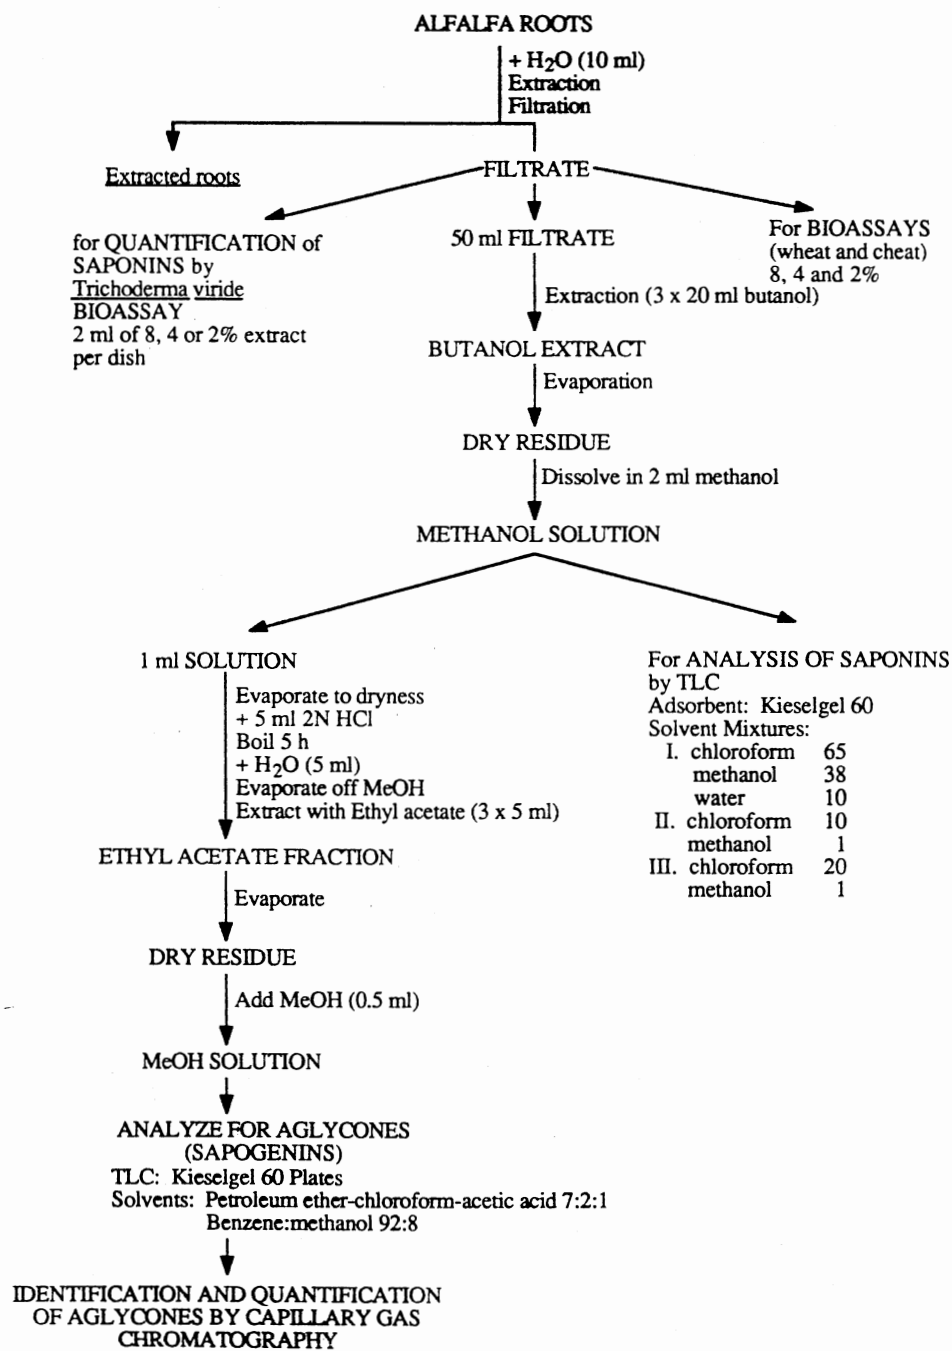 ALFALFA ROOTS
+ H2O (10 ml)
Extraction
Filtration
Extracted roots
FILTRATE
for QUANTIFICATION of
SAPONINS by
Trichoderma viride
BIOASSAY
2 ml of 8, 4 or 2% extract
per dish
50 ml FILTRATE
For BIOASSAYS
(wheat and cheat)
8, 4 and 2%
Extraction (3 x 20 ml butanol)
BUTANOL EXTRACT
Evaporation
DRY RESIDUE
Dissolve in 2 ml methanol
METHANOL SOLUTION
1 ml SOLUTION
Evaporate to dryness
+ 5 ml 2N HCl
Boil 5 h
+ H2O (5 ml)
Evaporate off MeOH
Extract with Ethyl acetate (3 x 5 ml)
ETHYL ACETATE FRACTION
Evaporate
DRY RESIDUE
Add MeOH (0.5 ml)
MeOH SOLUTION
ANALYZE FOR AGLYCONES
(SAPOGENINS)
TLC: Kieselgel 60 Plates
Solvents: Petroleum ether-chloroform-acetic acid 7:2:1
Benzene:methanol 92:8
IDENTIFICATION AND QUANTIFICATION
OF AGLYCONES BY CAPILLARY GAS
CHROMATOGRAPHY
For ANALYSIS OF SAPONINS
by TLC
Adsorbent: Kieselgel 60
Solvent Mixtures:
I. chloroform 65
methanol 38
water 10
II. chloroform 10
methanol 1
III. chloroform 20
methanol 1